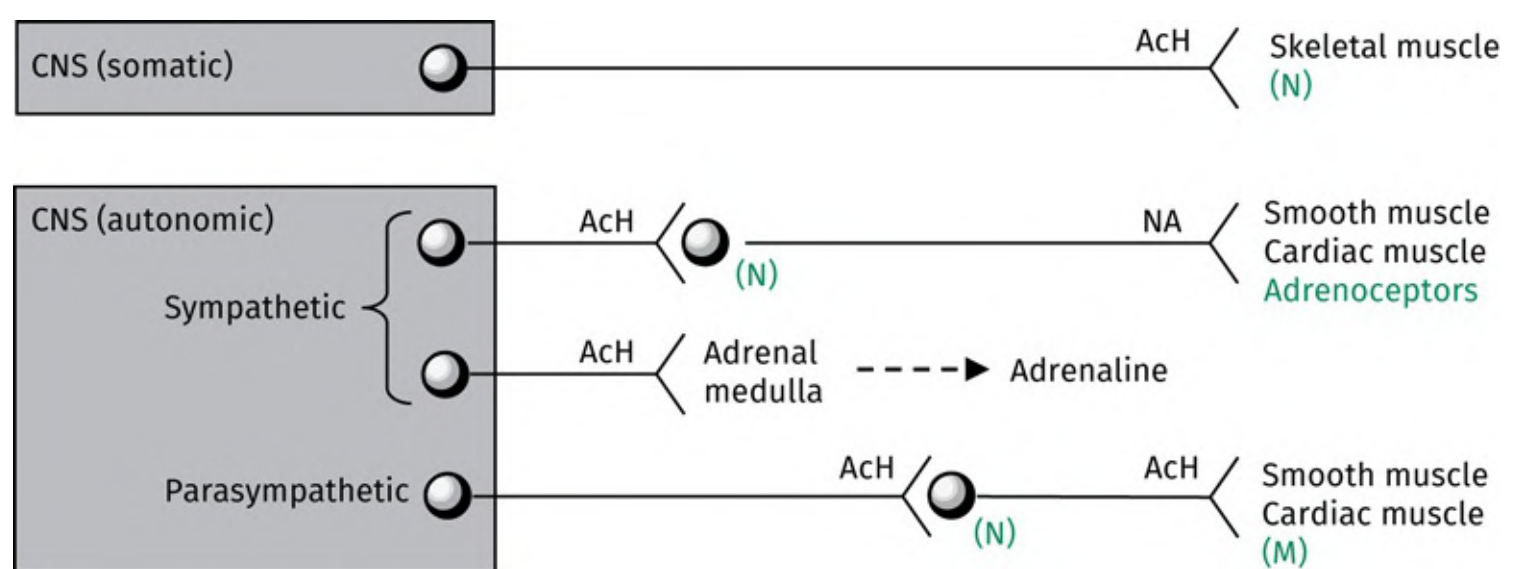 CNS (somatic)
AcH
Skeletal muscle
(N)
CNS (autonomic)
Sympathetic
AcH
(N)
NA
Smooth muscle
Cardiac muscle
Adrenoceptors
AcH
Adrenal
medulla
Adrenaline
Parasympathetic
AcH
(N)
AcH
Smooth muscle
Cardiac muscle
(M)